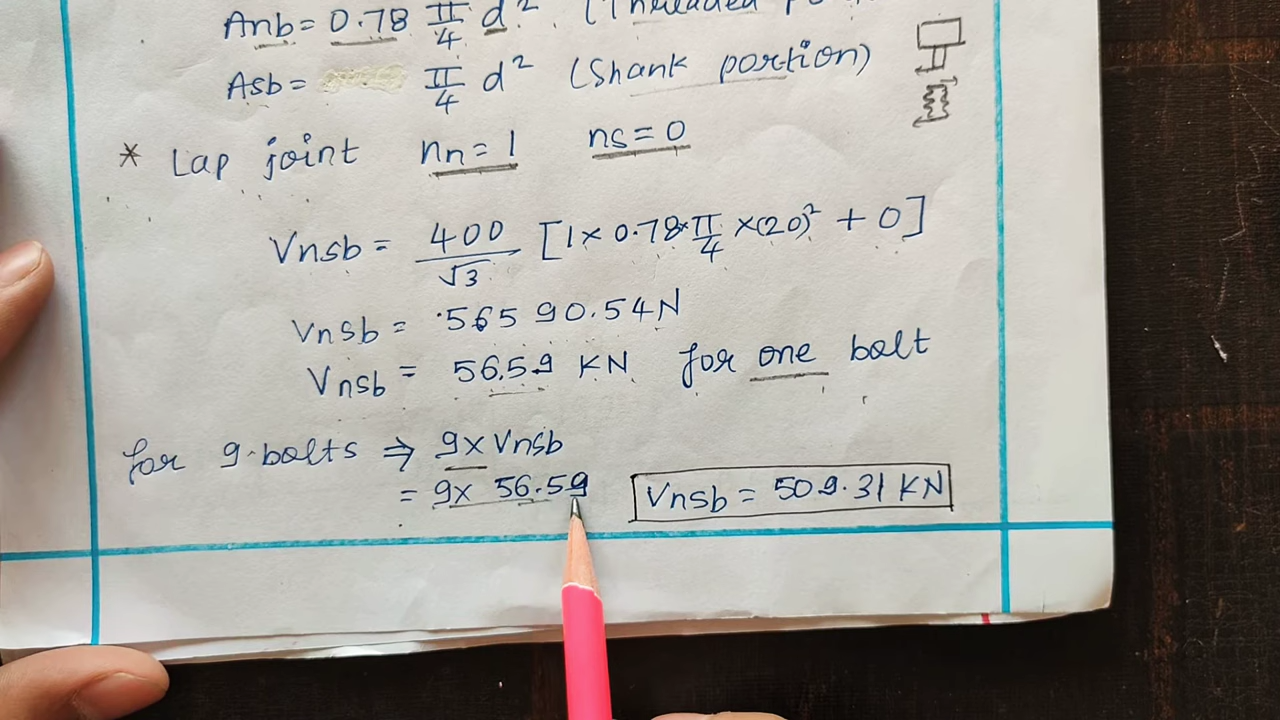 Anb = 0.78 π/4 d² (Threaded
Asb = π/4 d² (Shank portion)
* Lap joint nn = 1 ns = 0
Vnsb = 400/√3 [1 × 0.78 × π/4 × (20)² + 0]
Vnsb = 56590.54N
Vnsb = 56.59 KN for one bolt
for 9-bolts ⇒ 9 × Vnsb
= 9 × 56.59 Vnsb = 509.31 KN